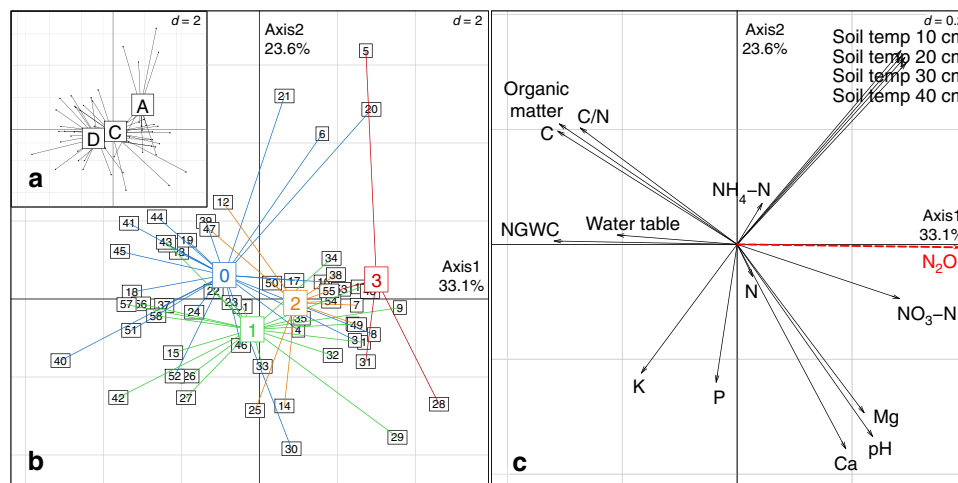 d = 2
A
C
D
a
Axis2
23.6%
d = 2
5
21
20
6
12
44
41
39
47
19
43
45
34
38
0
3
50
17
Axis1
33.1%
18
22
2
55
54
57
37
23
7
9
24
58
35
51
1
4
49
8
46
3
15
32
40
33
31
52
26
42
27
25
14
28
29
30
b
Axis2
23.6%
d = 0.2
Soil temp 10 cm
Soil temp 20 cm
Soil temp 30 cm
Soil temp 40 cm
Organic
matter
C/N
C
NH₄–N
NGWC
Water table
Axis1
33.1%
N₂O
N
NO₃–N
K
P
Mg
pH
Ca
c